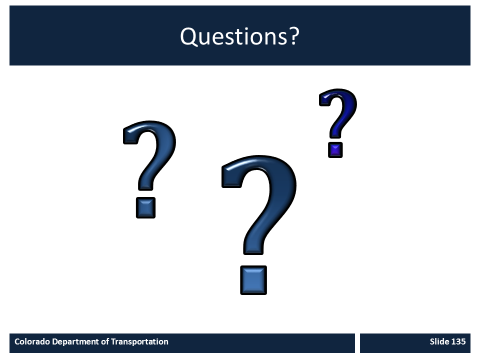 Questions?
?
?
?
Colorado Department of Transportation
Slide 135